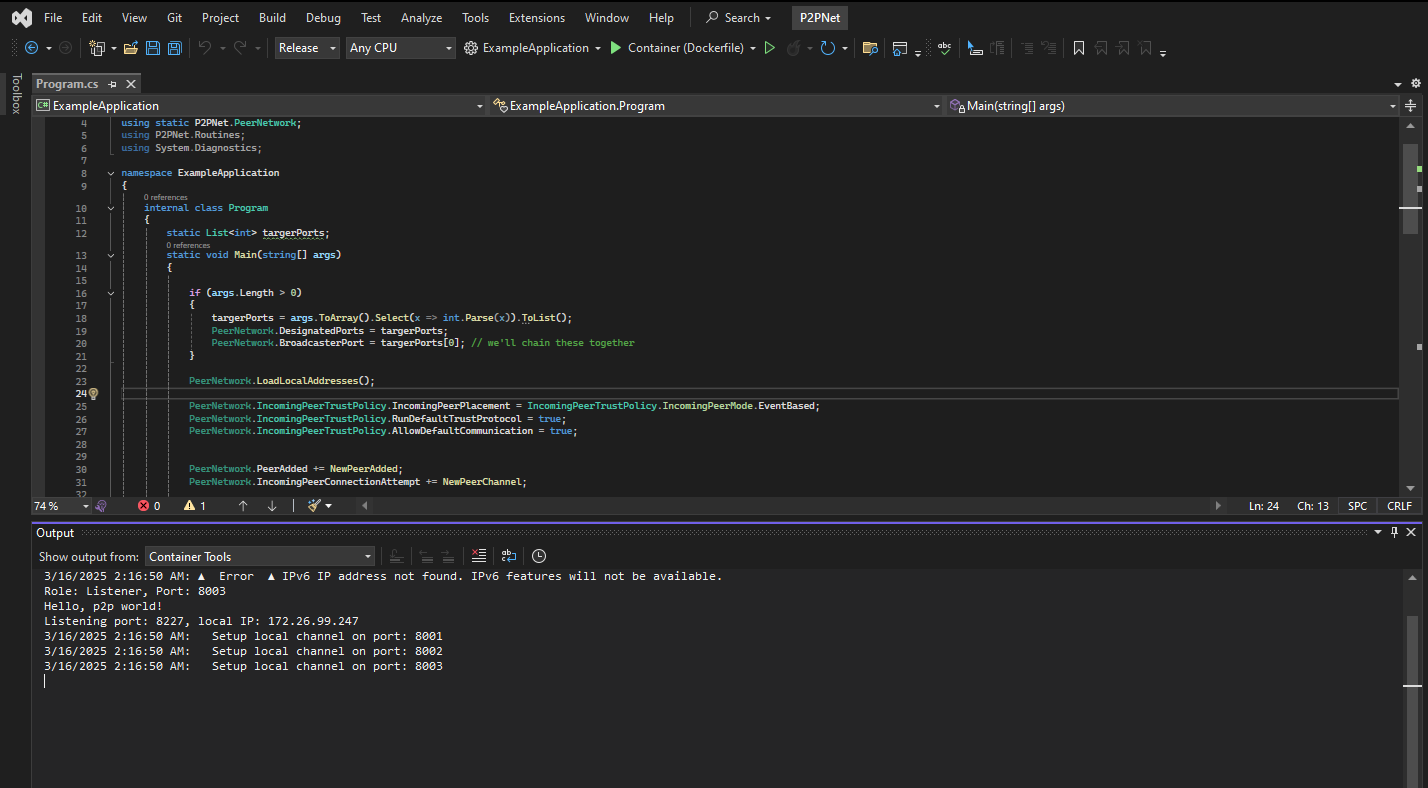 File Edit View Git Project Build Debug Test Analyze Tools Extensions Window Help Search P2PNet
Release Any CPU ExampleApplication Container (Dockerfile)
Toolbox
Program.cs
C# ExampleApplication ExampleApplication.Program Main(string[] args)
4 using static P2PNet.PeerNetwork;
5 using P2PNet.Routines;
6 using System.Diagnostics;
7
8 namespace ExampleApplication
9 {
0 references
10 internal class Program
11 {
12 static List<int> targerPorts;
0 references
13 static void Main(string[] args)
14 {
15
16 if (args.Length > 0)
17 {
18 targerPorts = args.ToArray().Select(x => int.Parse(x)).ToList();
19 PeerNetwork.DesignatedPorts = targerPorts;
20 PeerNetwork.BroadcasterPort = targerPorts[0]; // we'll chain these together
21 }
22
23 PeerNetwork.LoadLocalAddresses();
24
25 PeerNetwork.IncomingPeerTrustPolicy.IncomingPeerPlacement = IncomingPeerTrustPolicy.IncomingPeerMode.EventBased;
26 PeerNetwork.IncomingPeerTrustPolicy.RunDefaultTrustProtocol = true;
27 PeerNetwork.IncomingPeerTrustPolicy.AllowDefaultCommunication = true;
28
29
30 PeerNetwork.PeerAdded += NewPeerAdded;
31 PeerNetwork.IncomingPeerConnectionAttempt += NewPeerChannel;
32
74 % 0 1 Ln: 24 Ch: 13 SPC CRLF
Output
Show output from: Container Tools
3/16/2025 2:16:50 AM: ▲ Error ▲ IPv6 IP address not found. IPv6 features will not be available.
Role: Listener, Port: 8003
Hello, p2p world!
Listening port: 8227, local IP: 172.26.99.247
3/16/2025 2:16:50 AM: Setup local channel on port: 8001
3/16/2025 2:16:50 AM: Setup local channel on port: 8002
3/16/2025 2:16:50 AM: Setup local channel on port: 8003